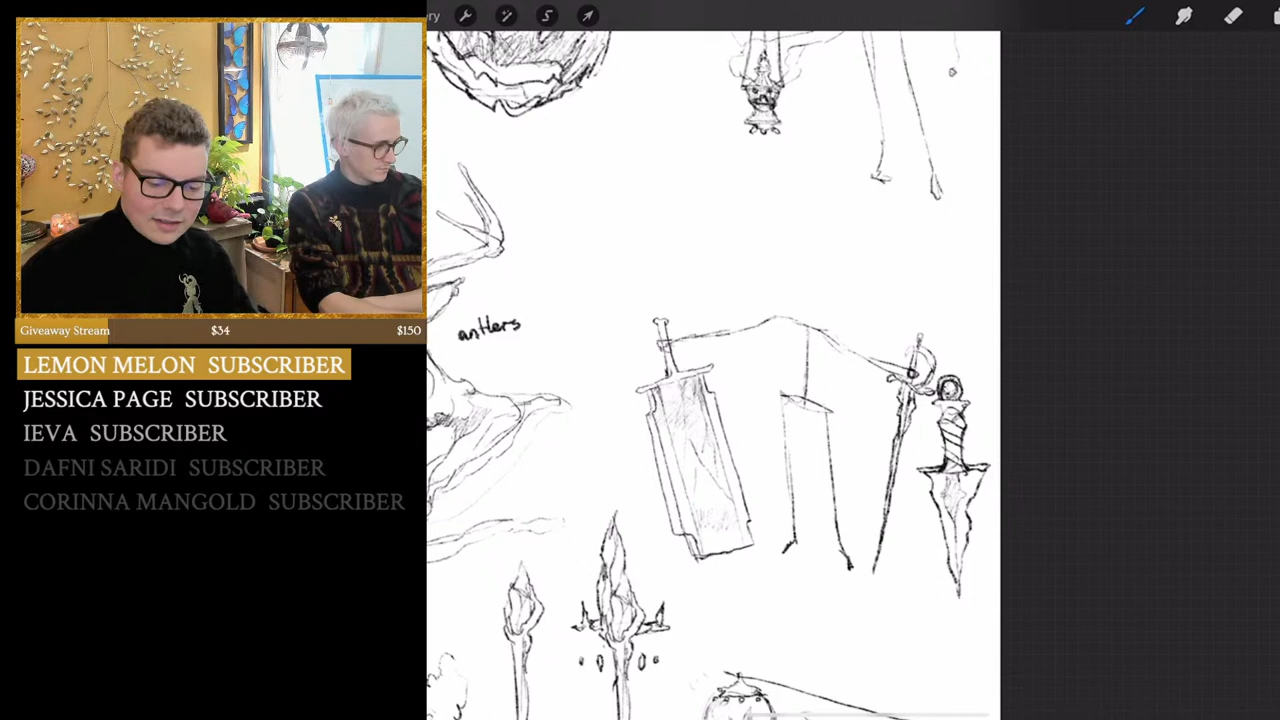 ry
Giveaway Stream $34 $150
LEMON MELON SUBSCRIBER
JESSICA PAGE SUBSCRIBER
IEVA SUBSCRIBER
DAFNI SARIDI SUBSCRIBER
CORINNA MANGOLD SUBSCRIBER
antlers